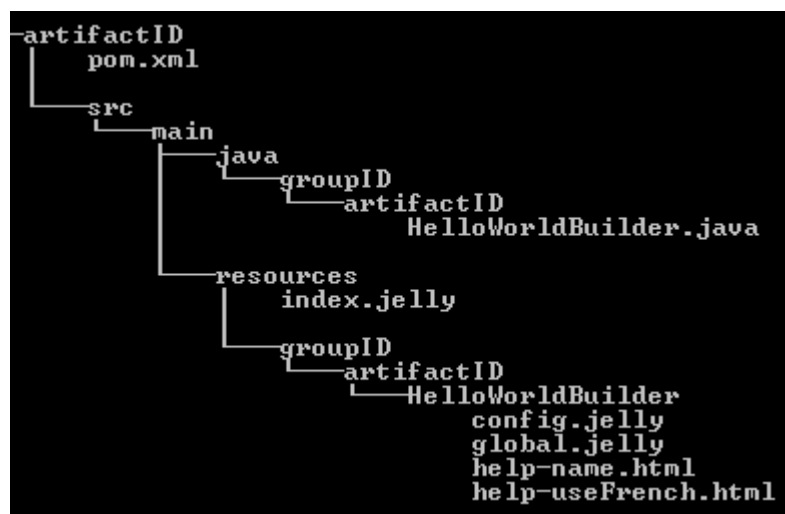 artifactID
pom.xml
src
main
java
groupID
artifactID
HelloWorldBuilder.java
resources
index.jelly
groupID
artifactID
HelloWorldBuilder
config.jelly
global.jelly
help-name.html
help-useFrench.html